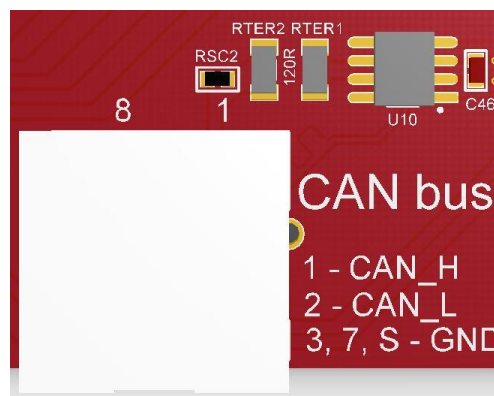 RTER2 RTER1
RSC2
120R
C46
U10
8 1
CAN bus
1 - CAN_H
2 - CAN_L
3, 7, S - GND